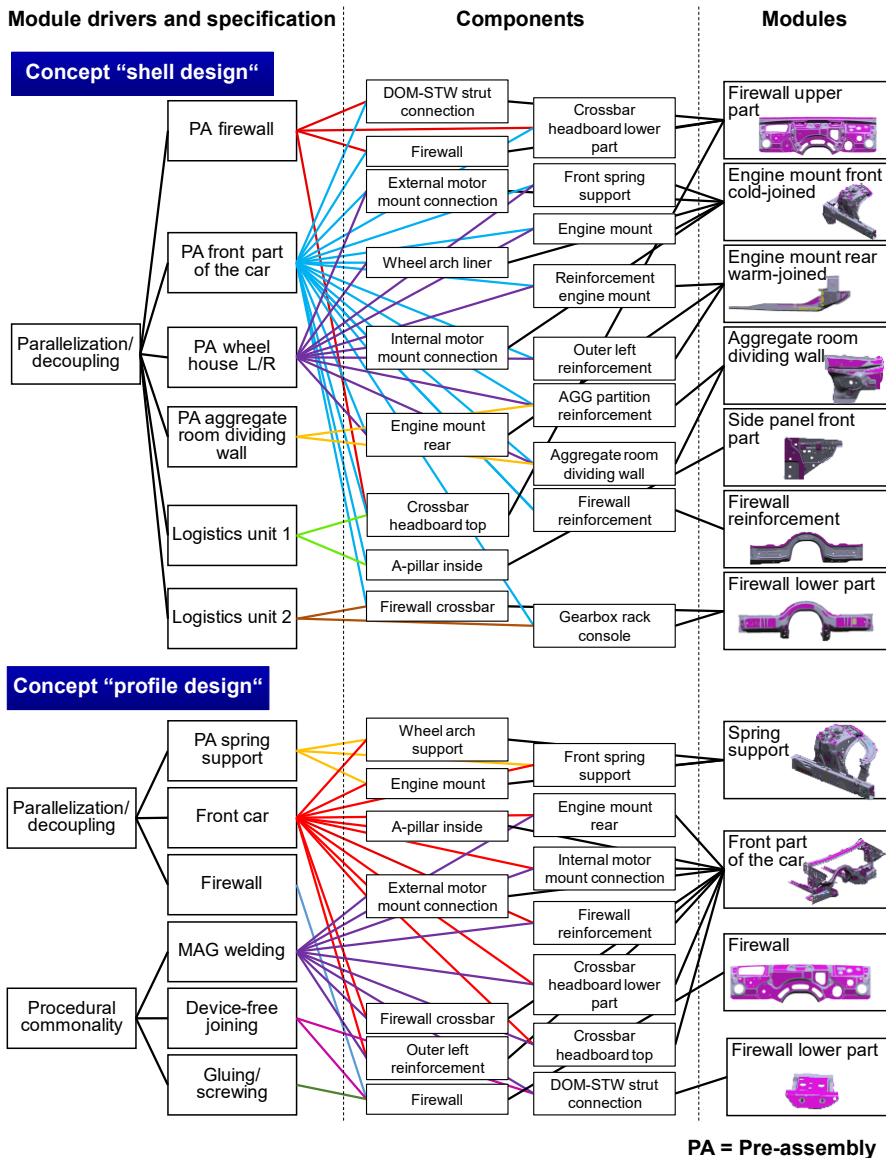 Module drivers and specification
Components
Modules
Concept “shell design“
PA firewall
PA front part
of the car
Parallelization/
decoupling
PA wheel
house L/R
PA aggregate
room dividing
wall
Logistics unit 1
Logistics unit 2
DOM-STW strut
connection
Firewall
External motor
mount connection
Wheel arch liner
Internal motor
mount connection
Engine mount
rear
Crossbar
headboard top
A-pillar inside
Firewall crossbar
Crossbar
headboard lower
part
Front spring
support
Engine mount
Reinforcement
engine mount
Outer left
reinforcement
AGG partition
reinforcement
Aggregate room
dividing wall
Firewall
reinforcement
Gearbox rack
console
Firewall upper
part
Engine mount front
cold-joined
Engine mount rear
warm-joined
Aggregate room
dividing wall
Side panel front
part
Firewall
reinforcement
Firewall lower part
Concept “profile design“
PA spring
support
Parallelization/
decoupling
Front car
Firewall
MAG welding
Procedural
commonality
Device-free
joining
Gluing/
screwing
Wheel arch
support
Engine mount
A-pillar inside
External motor
mount connection
Firewall crossbar
Outer left
reinforcement
Firewall
Front spring
support
Engine mount
rear
Internal motor
mount connection
Firewall
reinforcement
Crossbar
headboard lower
part
Crossbar
headboard top
DOM-STW strut
connection
Spring
support
Front part
of the car
Firewall
Firewall lower part
PA = Pre-assembly